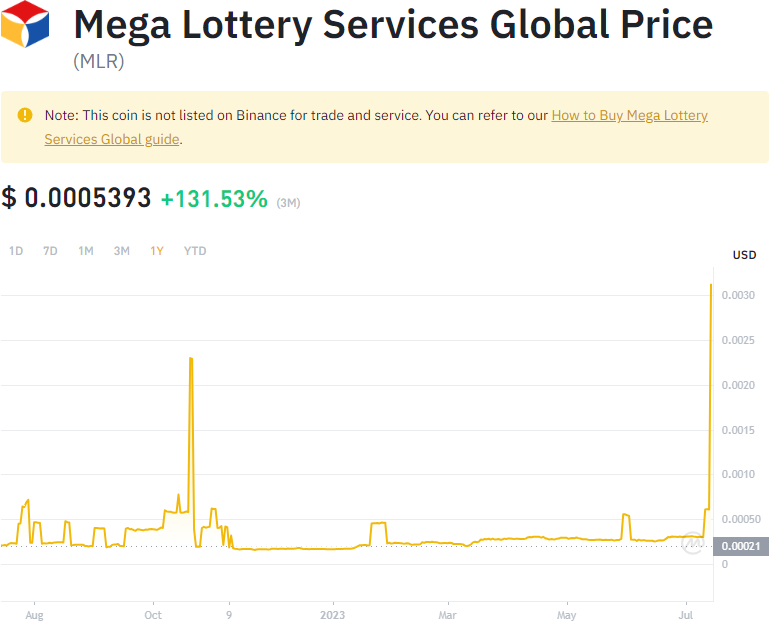 Mega Lottery Services Global Price
(MLR)
Note: This coin is not listed on Binance for trade and service. You can refer to our How to Buy Mega Lottery
Services Global guide.
$ 0.0005393 +131.53% (3M)
1D 7D 1M 3M 1Y YTD
USD
0.0030
0.0025
0.0020
0.0015
0.0010
0.00050
0.00021
0
Aug Oct 9 2023 Mar May Jul